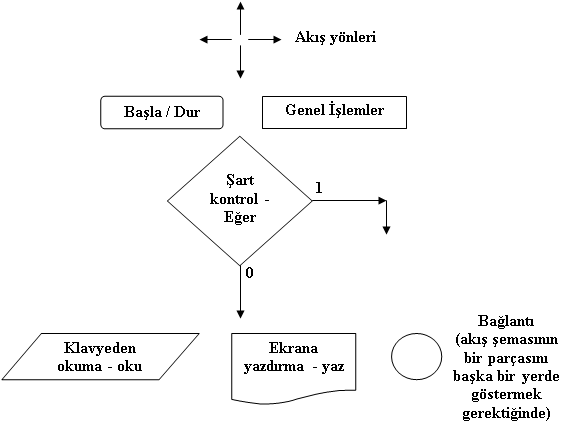 Akış yönleri
Başla / Dur
Genel İşlemler
Şart
kontrol -
Eğer
1
0
Klavyeden
okuma - oku
Ekrana
yazdırma - yaz
Bağlantı
(akış şemasının
bir parçasını
başka bir yerde
göstermek
gerektiğinde)